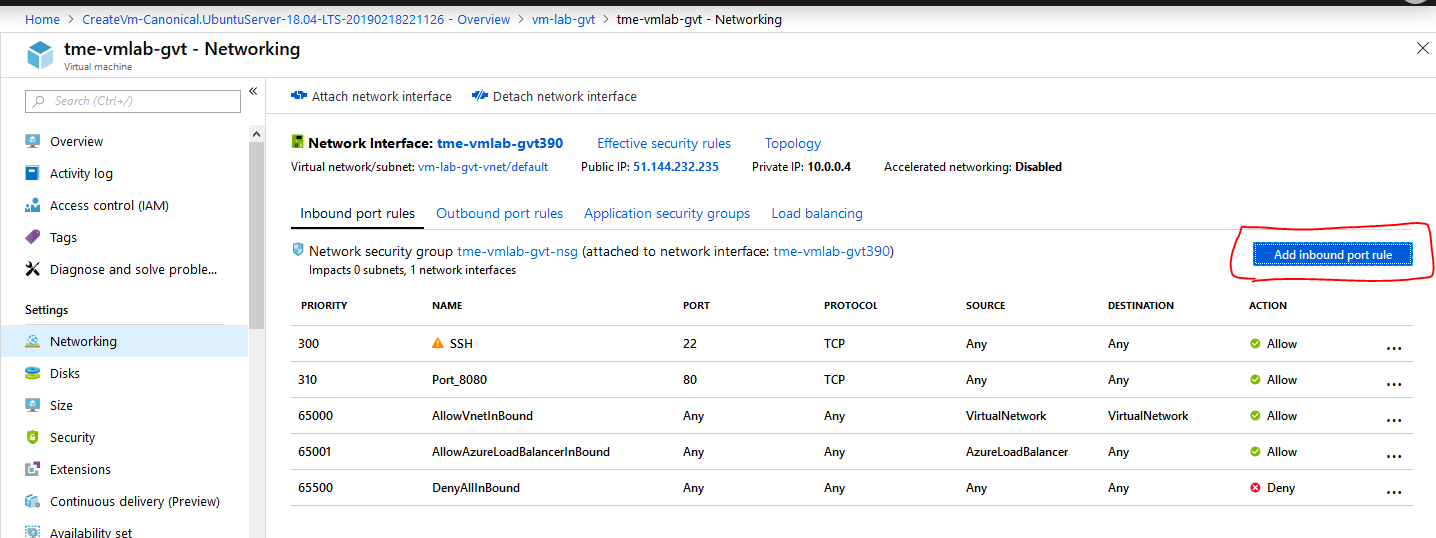 Home > CreateVm-Canonical.UbuntuServer-18.04-LTS-20190218221126 - Overview > vm-lab-gvt > tme-vmlab-gvt - Networking
tme-vmlab-gvt - Networking
Virtual machine
Search (Ctrl+/)
Overview
Activity log
Access control (IAM)
Tags
Diagnose and solve proble...
Settings
Networking
Disks
Size
Security
Extensions
Continuous delivery (Preview)
Availability set
Attach network interface Detach network interface
Network Interface: tme-vmlab-gvt390 Effective security rules Topology
Virtual network/subnet: vm-lab-gvt-vnet/default Public IP: 51.144.232.235 Private IP: 10.0.0.4 Accelerated networking: Disabled
Inbound port rules Outbound port rules Application security groups Load balancing
Network security group tme-vmlab-gvt-nsg (attached to network interface: tme-vmlab-gvt390)
Impacts 0 subnets, 1 network interfaces
Add inbound port rule
PRIORITY NAME PORT PROTOCOL SOURCE DESTINATION ACTION
300 SSH 22 TCP Any Any Allow ...
310 Port_8080 80 TCP Any Any Allow ...
65000 AllowVnetInBound Any Any VirtualNetwork VirtualNetwork Allow ...
65001 AllowAzureLoadBalancerInBound Any Any AzureLoadBalancer Any Allow ...
65500 DenyAllInBound Any Any Any Any Deny ...